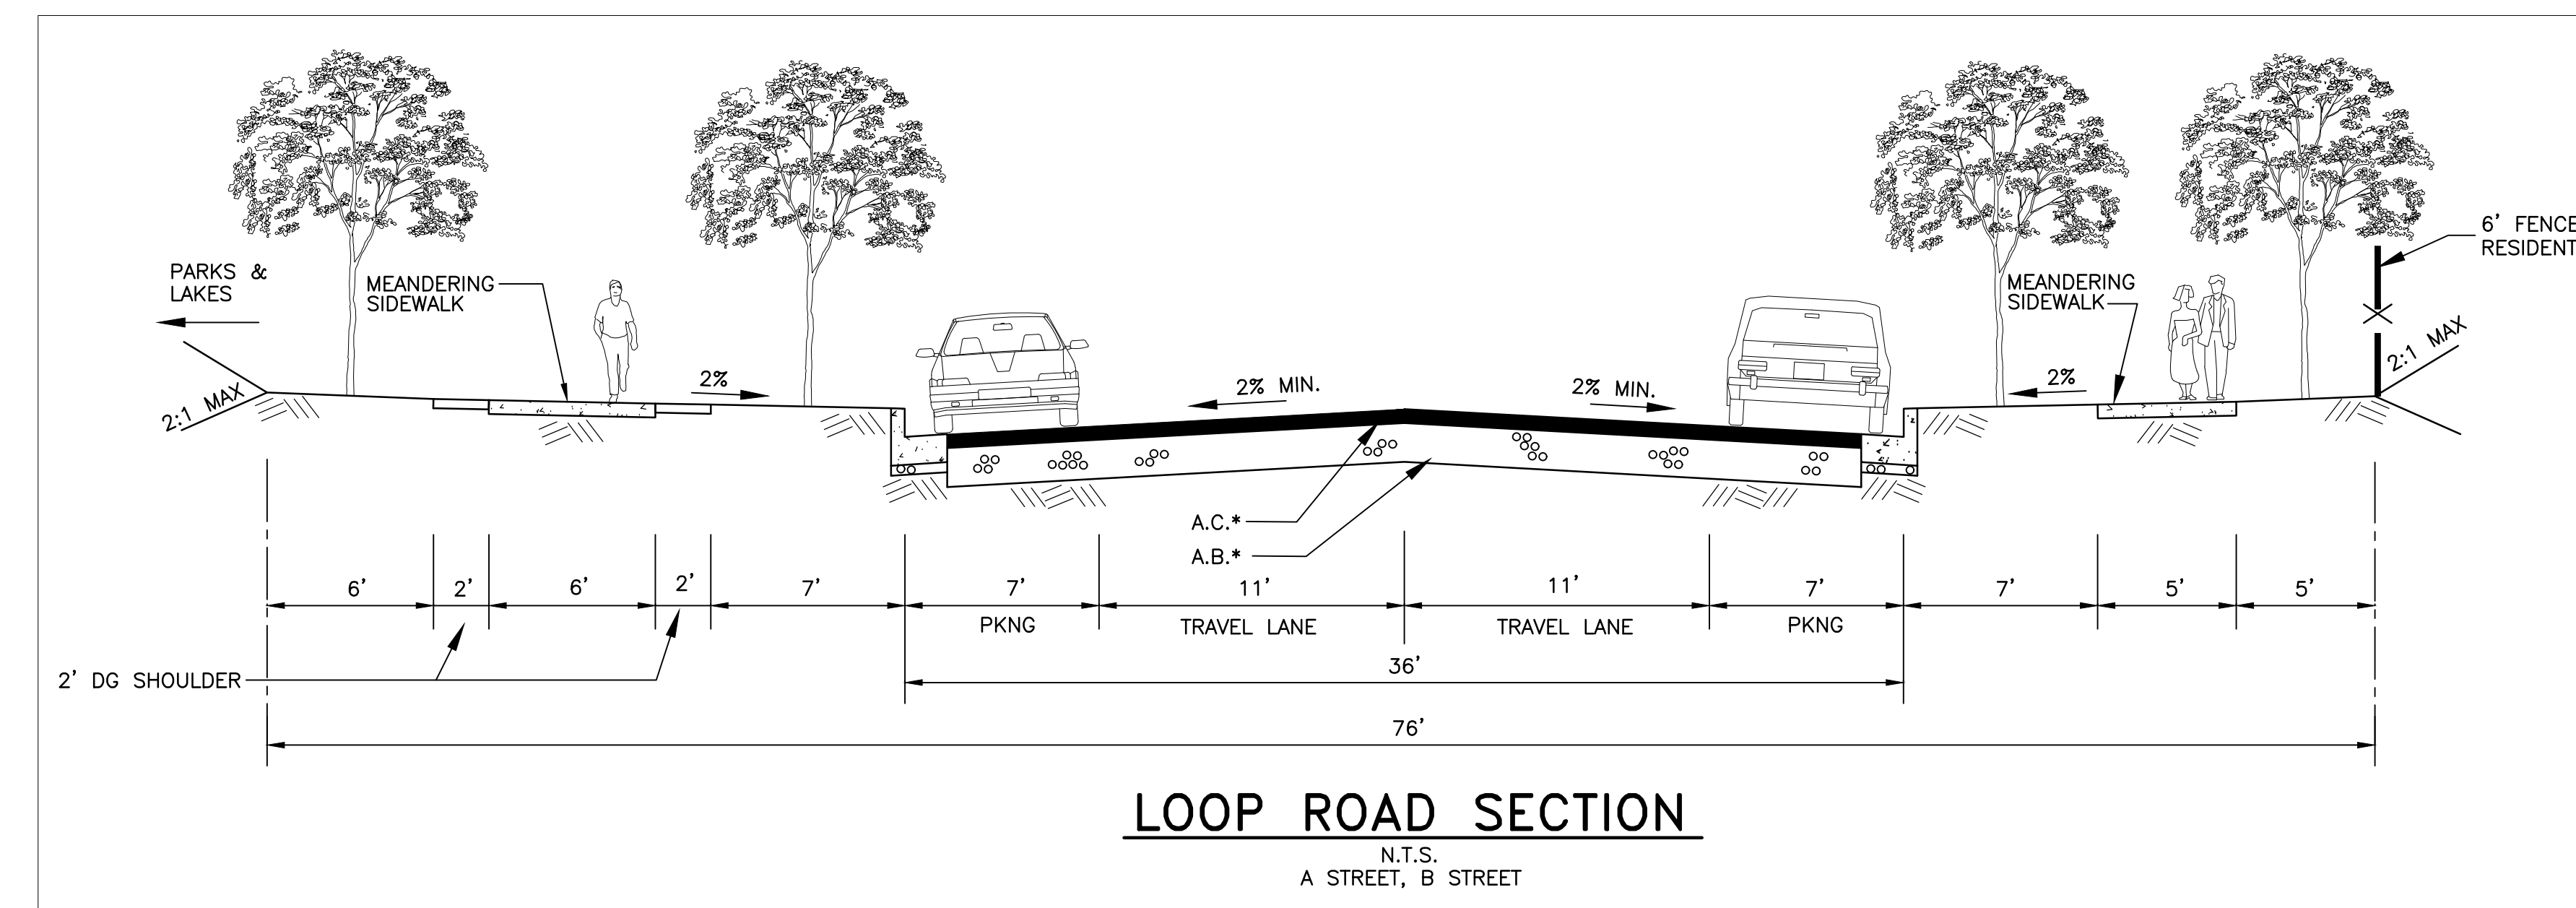 PARKS &
LAKES
MEANDERING
SIDEWALK
MEANDERING
SIDEWALK
6' FENCE
RESIDENT
2:1 MAX
2%
2% MIN.
2% MIN.
2%
2:1 MAX
A.C.*
A.B.*
6'
2'
6'
2'
7'
7'
11'
11'
7'
7'
5'
5'
PKNG
TRAVEL LANE
TRAVEL LANE
PKNG
2' DG SHOULDER
36'
76'
LOOP ROAD SECTION
N.T.S.
A STREET, B STREET